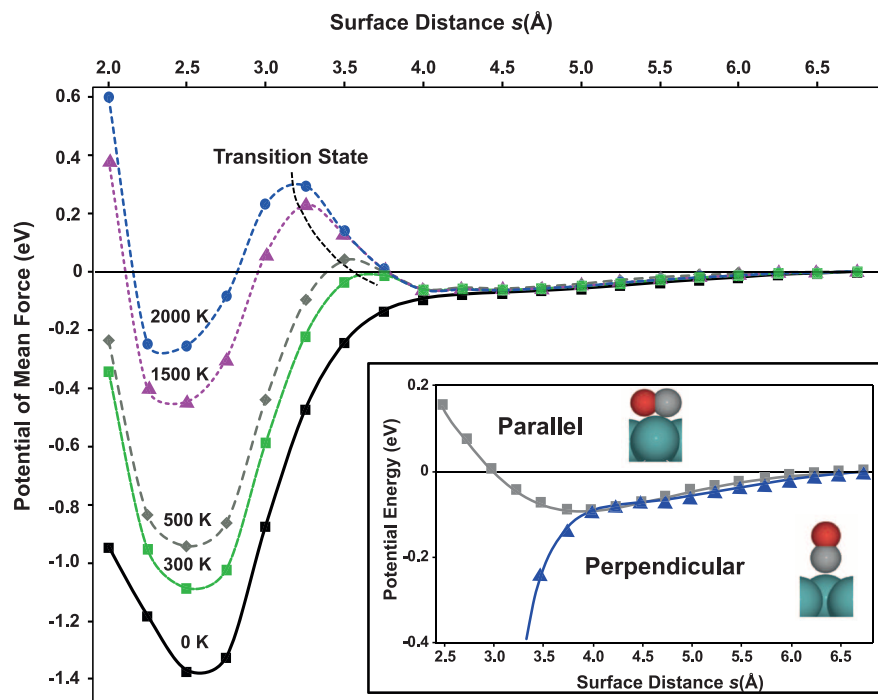 Surface Distance s(Å)
2.0 2.5 3.0 3.5 4.0 4.5 5.0 5.5 6.0 6.5
Potential of Mean Force (eV)
0.6
0.4
0.2
0
-0.2
-0.4
-0.6
-0.8
-1.0
-1.2
-1.4
Transition State
2000 K
1500 K
500 K
300 K
0 K
Potential Energy (eV)
0.2
0
-0.2
-0.4
Parallel
Perpendicular
2.5 3.0 3.5 4.0 4.5 5.0 5.5 6.0 6.5
Surface Distance s(Å)